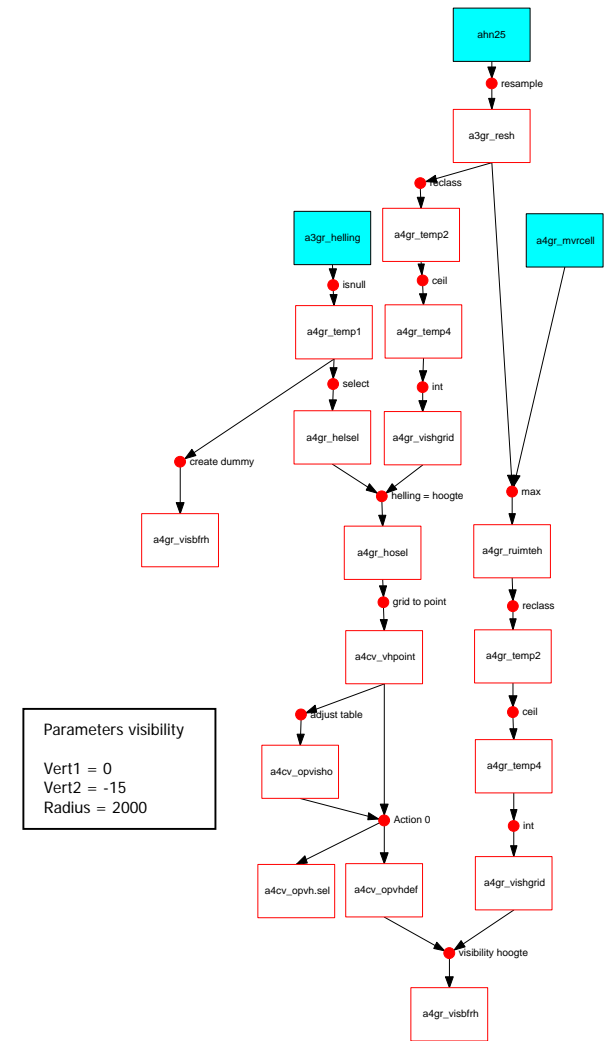 ahn25
resample
a3gr_resh
reclass
a3gr_helling
a4gr_temp2
a4gr_mvrcell
isnull
ceil
a4gr_temp1
a4gr_temp4
select
int
a4gr_helsel
a4gr_vishgrid
create dummy
helling = hoogte
max
a4gr_visbfrh
a4gr_hosel
a4gr_ruimteh
grid to point
reclass
a4cv_vhpoint
a4gr_temp2
adjust table
ceil
Parameters visibility
Vert1 = 0
Vert2 = -15
Radius = 2000
a4cv_opvisho
a4gr_temp4
Action 0
int
a4cv_opvh.sel
a4cv_opvhdef
a4gr_vishgrid
visibility hoogte
a4gr_visbfrh